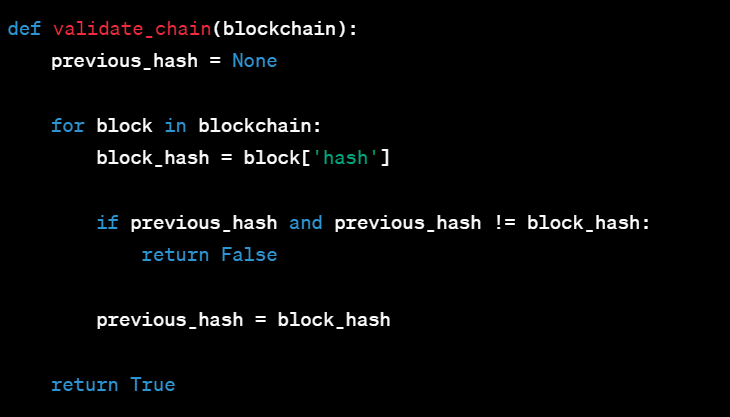 def validate_chain(blockchain):
    previous_hash = None
    for block in blockchain:
        block_hash = block['hash']
        if previous_hash and previous_hash != block_hash:
            return False
        previous_hash = block_hash
    return True